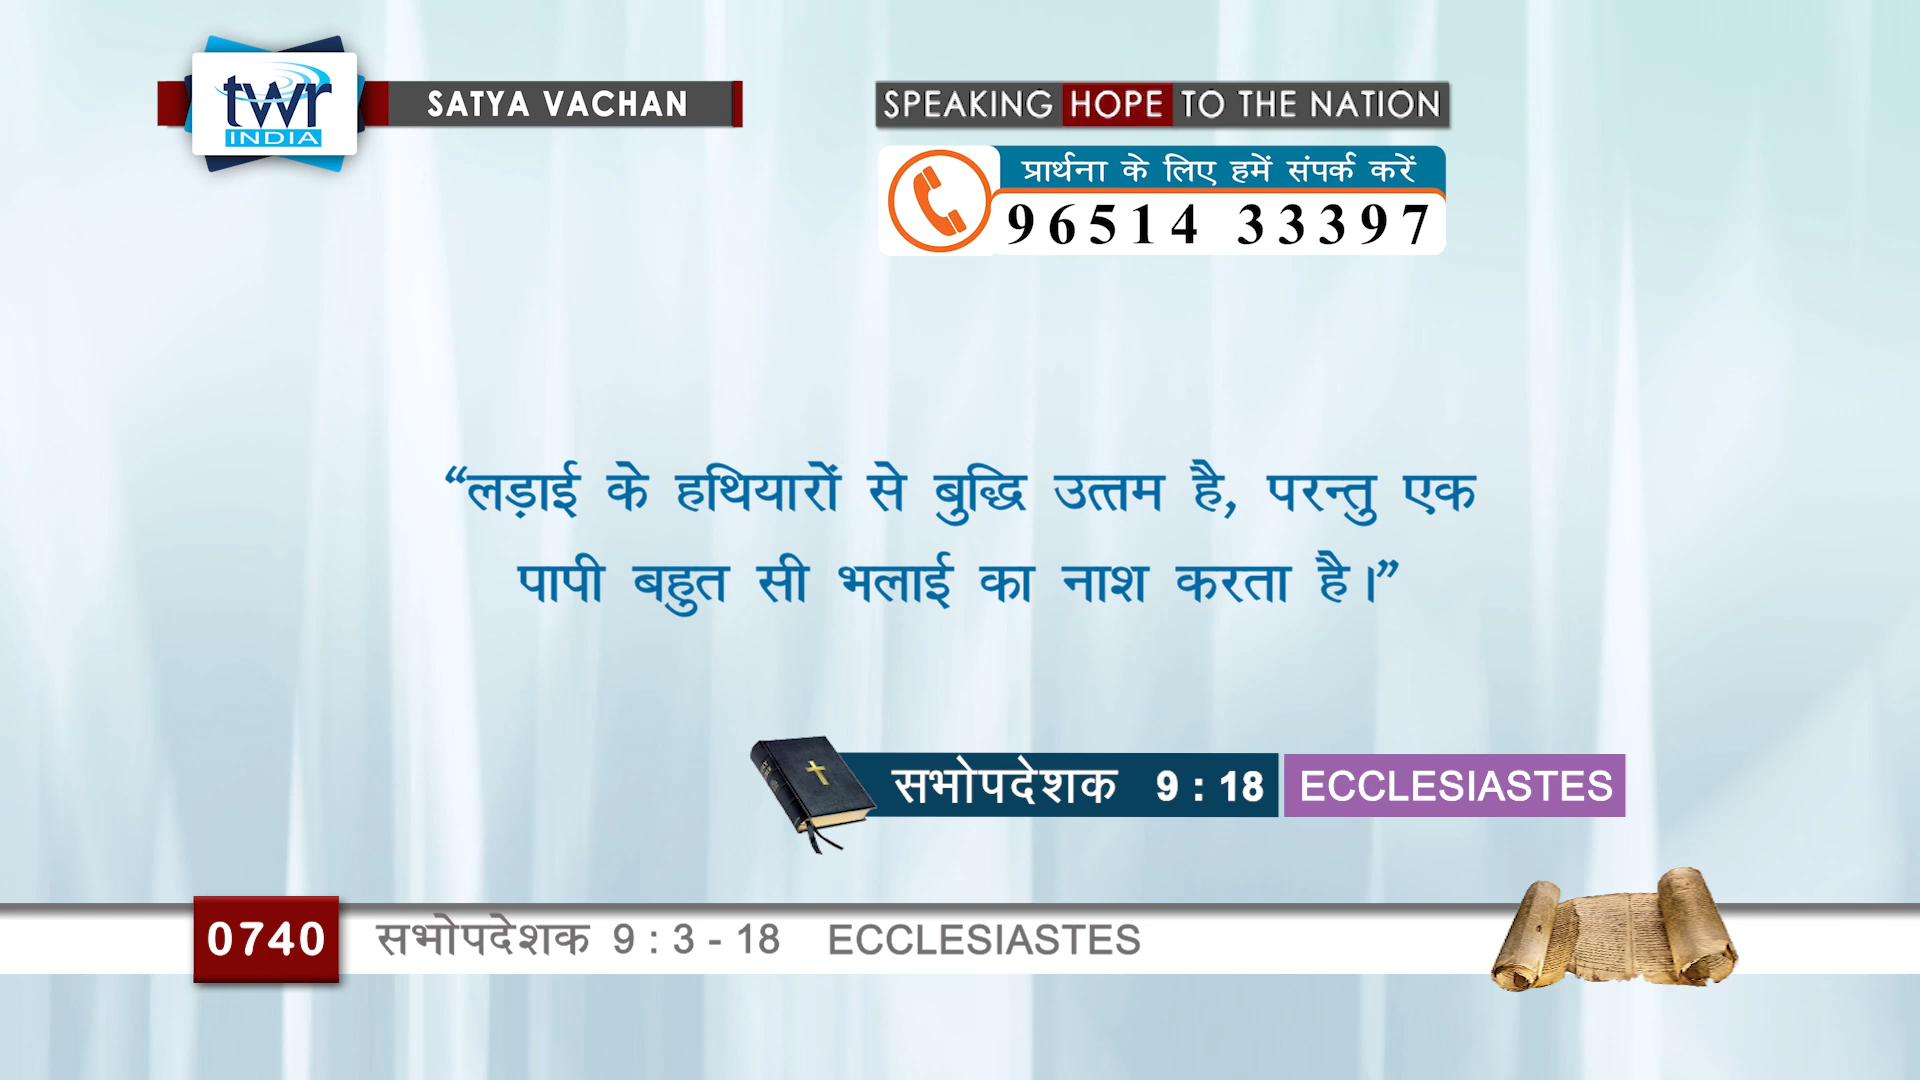 twr
INDIA
SATYA VACHAN
SPEAKING HOPE TO THE NATION
प्रार्थना के लिए हमें संपर्क करें
96514 33397
“लड़ाई के हथियारों से बुद्धि उत्तम है, परन्तु एक
पापी बहुत सी भलाई का नाश करता है।”
सभोपदेशक 9 : 18 ECCLESIASTES
0740 सभोपदेशक 9 : 3 - 18 ECCLESIASTES